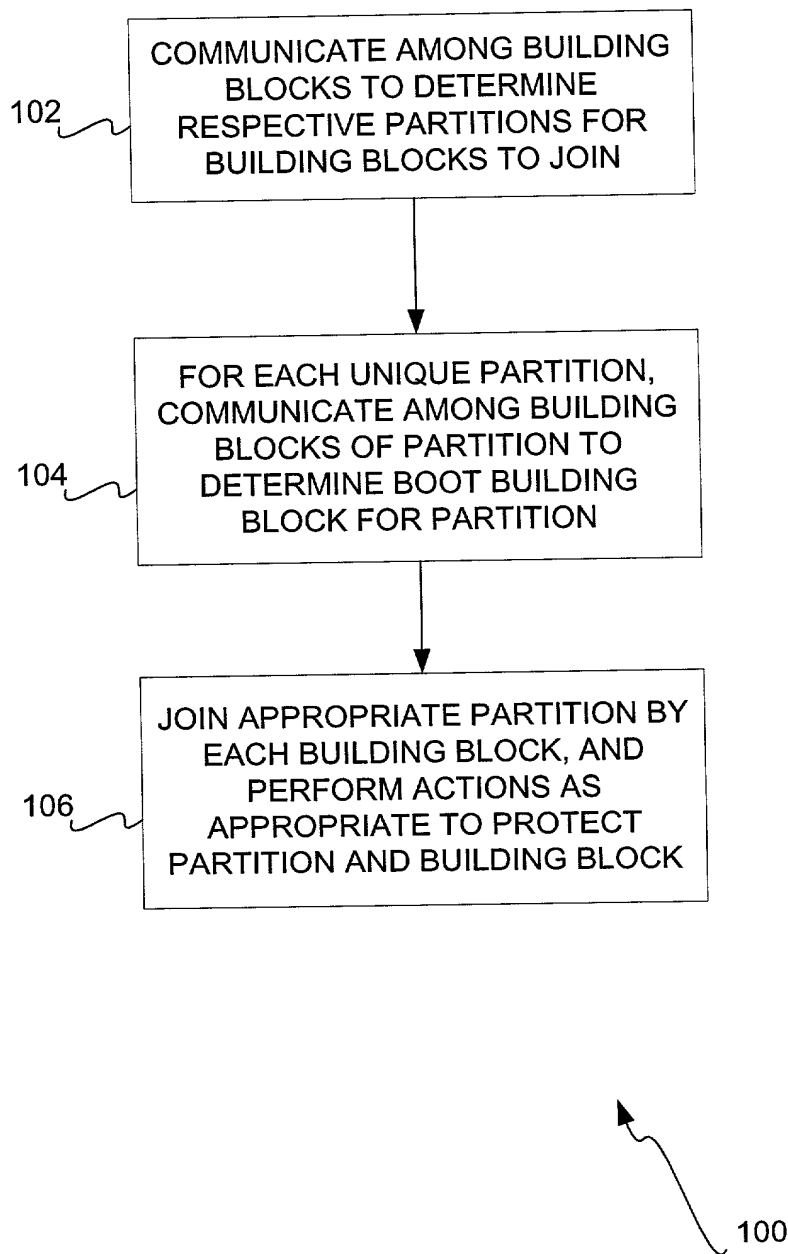 COMMUNICATE AMONG BUILDING
BLOCKS TO DETERMINE
RESPECTIVE PARTITIONS FOR
BUILDING BLOCKS TO JOIN
102
FOR EACH UNIQUE PARTITION,
COMMUNICATE AMONG BUILDING
BLOCKS OF PARTITION TO
DETERMINE BOOT BUILDING
BLOCK FOR PARTITION
104
JOIN APPROPRIATE PARTITION BY
EACH BUILDING BLOCK, AND
PERFORM ACTIONS AS
APPROPRIATE TO PROTECT
PARTITION AND BUILDING BLOCK
106
100